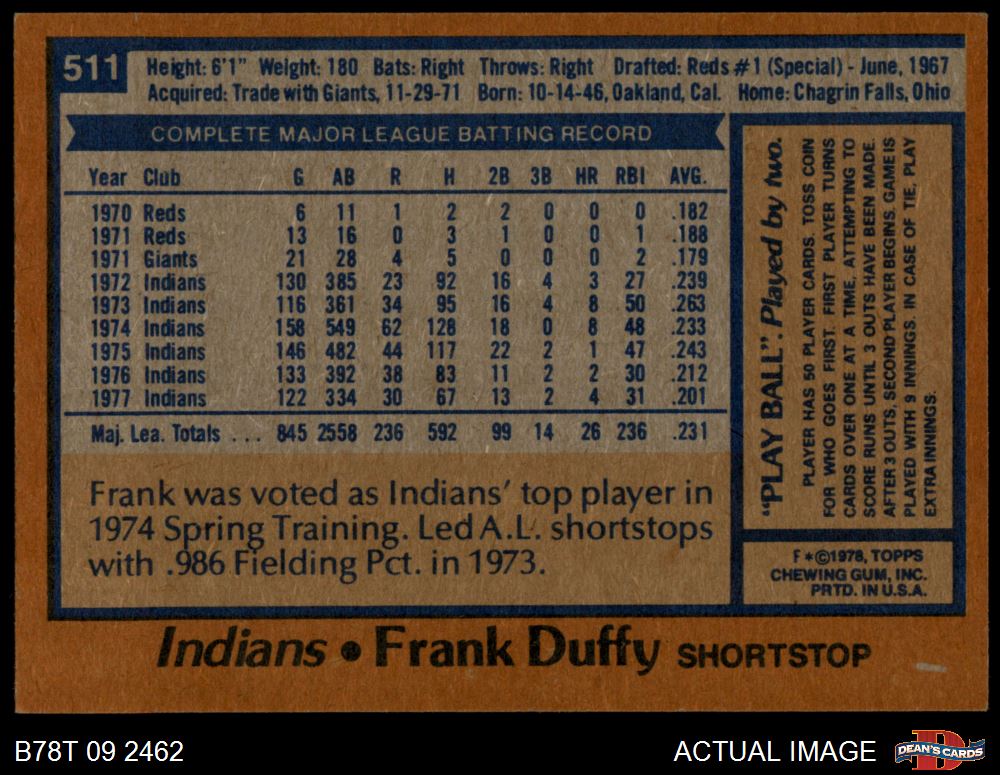 511
Height: 6'1" Weight: 180 Bats: Right Throws: Right Drafted: Reds #1 (Special) - June, 1967
Acquired: Trade with Giants, 11-29-71 Born: 10-14-46, Oakland, Cal. Home: Chagrin Falls, Ohio
COMPLETE MAJOR LEAGUE BATTING RECORD
Year Club G AB R H 2B 3B HR RBI AVG.
1970 Reds 6 11 1 2 2 0 0 0 .182
1971 Reds 13 16 0 3 1 0 0 1 .188
1971 Giants 21 28 4 5 0 0 0 2 .179
1972 Indians 130 385 23 92 16 4 3 27 .239
1973 Indians 116 361 34 95 16 4 8 50 .263
1974 Indians 158 549 62 128 18 0 8 48 .233
1975 Indians 146 482 44 117 22 2 1 47 .243
1976 Indians 133 392 38 83 11 2 2 30 .212
1977 Indians 122 334 30 67 13 2 4 31 .201
Maj. Lea. Totals ... 845 2558 236 592 99 14 26 236 .231
Frank was voted as Indians' top player in
1974 Spring Training. Led A.L. shortstops
with .986 Fielding Pct. in 1973.
"PLAY BALL". Played by two.
PLAYER HAS 50 PLAYER CARDS. TOSS COIN
FOR WHO GOES FIRST. FIRST PLAYER TURNS
CARDS OVER ONE AT A TIME, ATTEMPTING TO
SCORE RUNS UNTIL 3 OUTS HAVE BEEN MADE.
AFTER 3 OUTS, SECOND PLAYER BEGINS. GAME IS
PLAYED WITH 9 INNINGS. IN CASE OF TIE, PLAY
EXTRA INNINGS.
F *©1978, TOPPS
CHEWING GUM, INC.
PRTD. IN U.S.A.
Indians • Frank Duffy SHORTSTOP
B78T 09 2462
ACTUAL IMAGE
D
DEAN'S CARDS